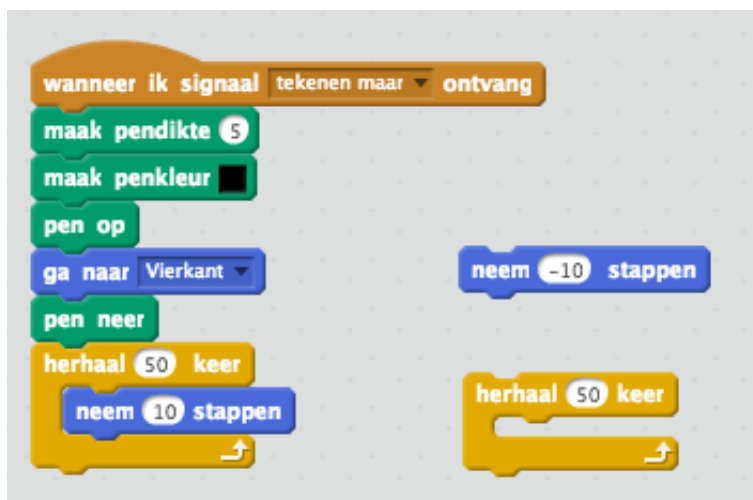 wanneer ik signaal tekenen maar ontvang
maak pendikte 5
maak penkleur
pen op
ga naar Vierkant
pen neer
herhaal 50 keer
neem 10 stappen
neem -10 stappen
herhaal 50 keer